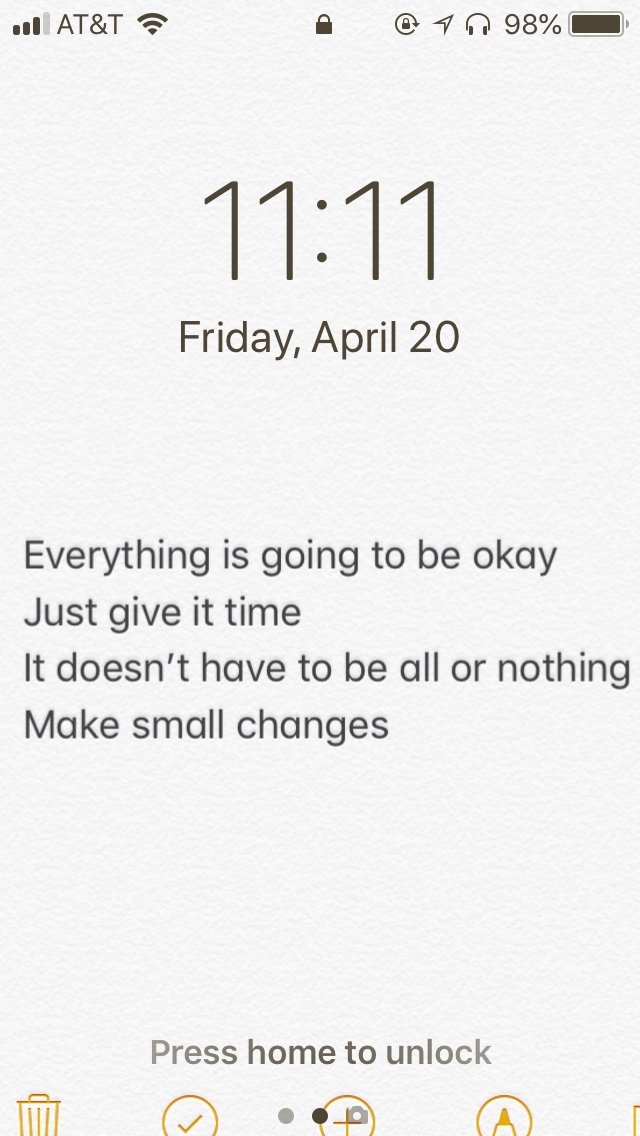 AT&T 98%
11:11
Friday, April 20
Everything is going to be okay
Just give it time
It doesn’t have to be all or nothing
Make small changes
Press home to unlock